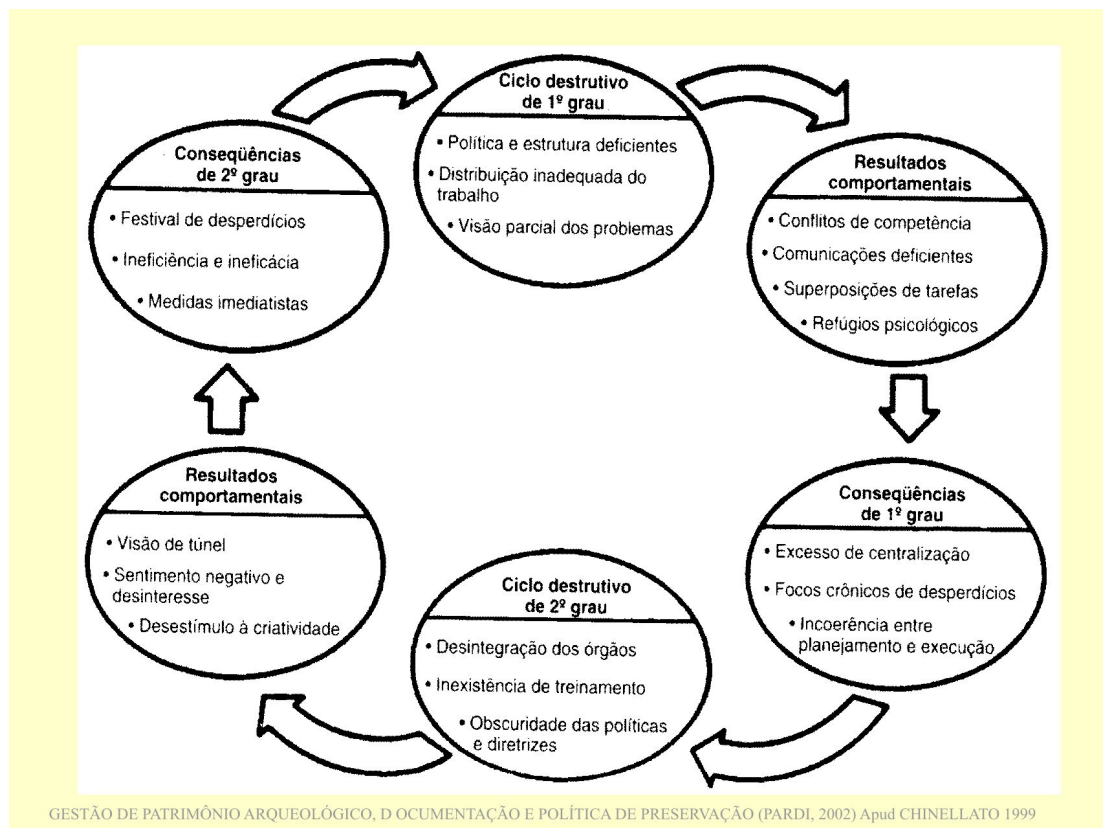 Ciclo destrutivo
de 1º grau
• Política e estrutura deficientes
• Distribuição inadequada do
trabalho
• Visão parcial dos problemas
Resultados
comportamentais
• Conflitos de competência
• Comunicações deficientes
• Superposições de tarefas
• Refúgios psicológicos
Conseqüências
de 1º grau
• Excesso de centralização
• Focos crônicos de desperdícios
• Incoerência entre
planejamento e execução
Ciclo destrutivo
de 2º grau
• Desintegração dos órgãos
• Inexistência de treinamento
• Obscuridade das políticas
e diretrizes
Resultados
comportamentais
• Visão de túnel
• Sentimento negativo e
desinteresse
• Desestímulo à criatividade
Conseqüências
de 2º grau
• Festival de desperdícios
• Ineficiência e ineficácia
• Medidas imediatistas
GESTÃO DE PATRIMÔNIO ARQUEOLÓGICO, D OCUMENTAÇÃO E POLÍTICA DE PRESERVAÇÃO (PARDI, 2002) Apud CHINELLATO 1999